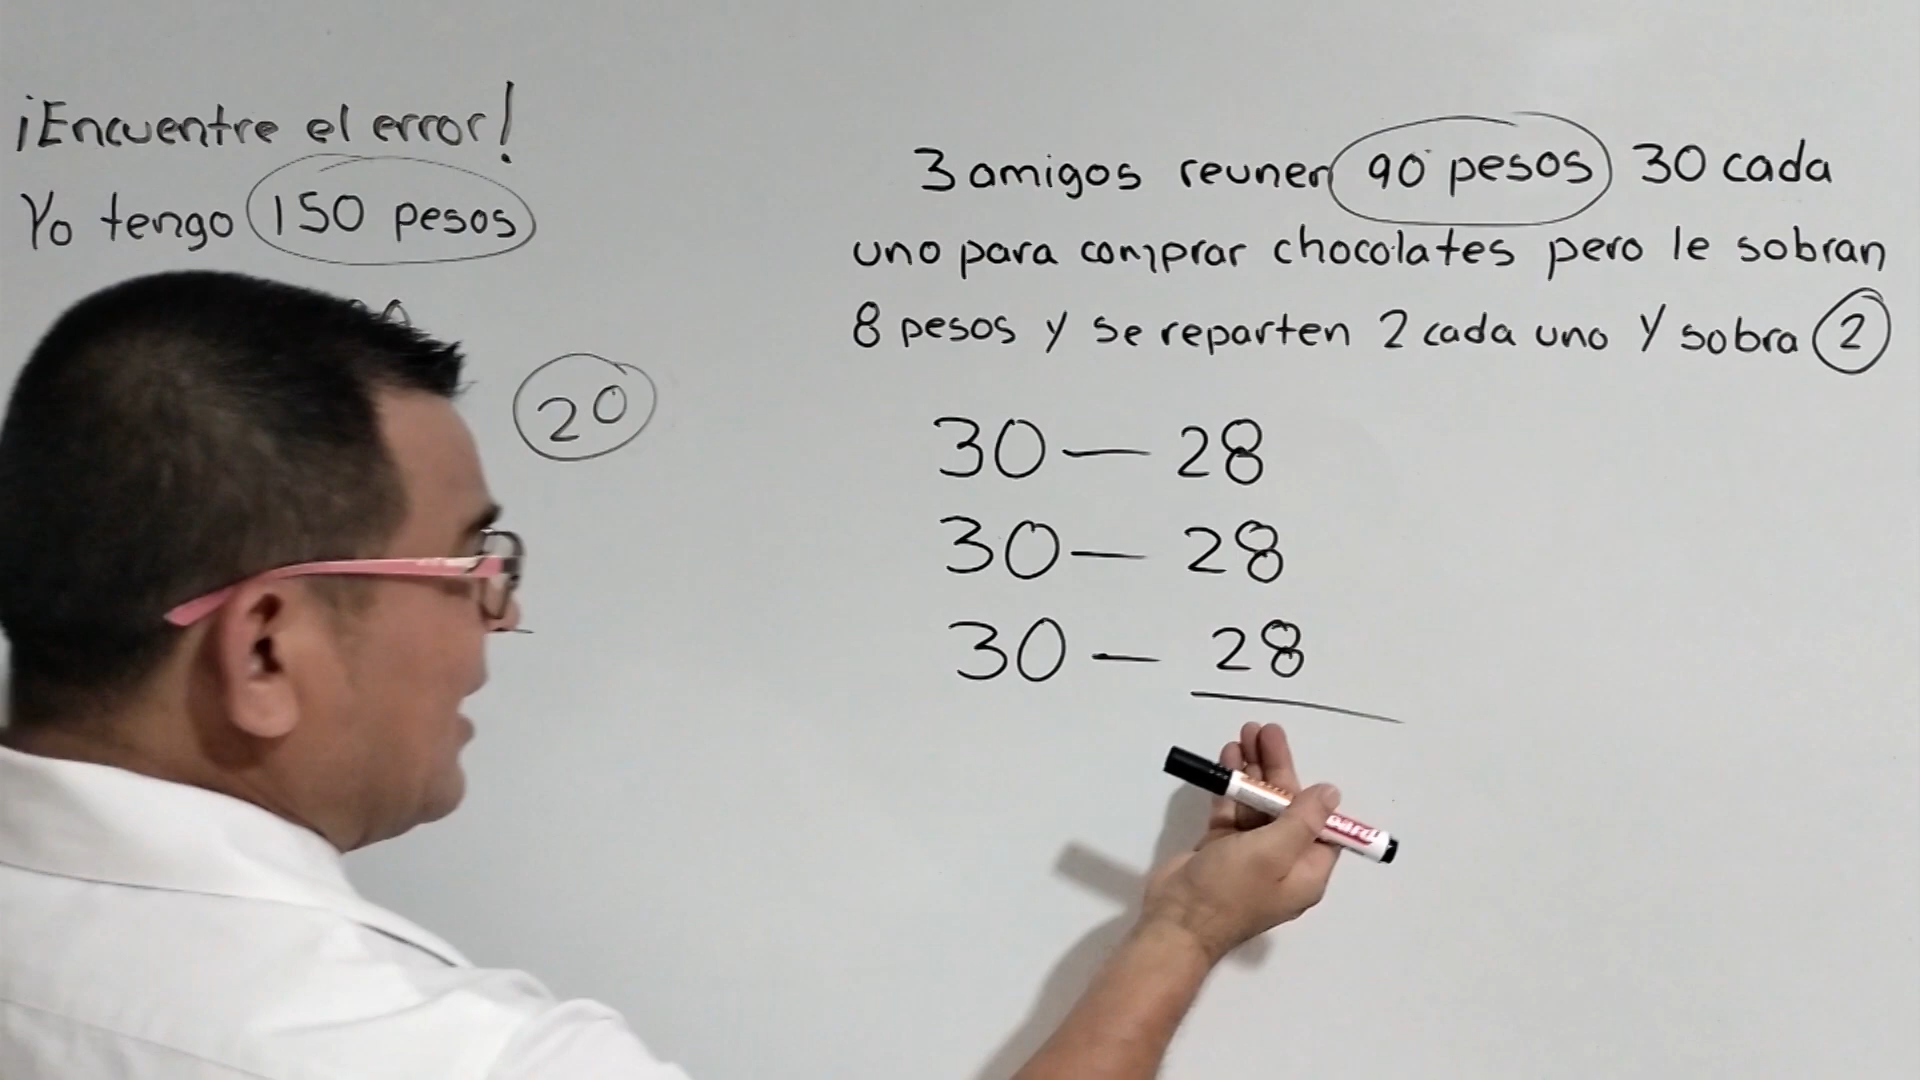 ¡Encuentre el error!
Yo tengo 150 pesos
20
3 amigos reunen 90 pesos 30 cada
uno para comprar chocolates pero le sobran
8 pesos y se reparten 2 cada uno y sobra 2
30 — 28
30 — 28
30 — 28